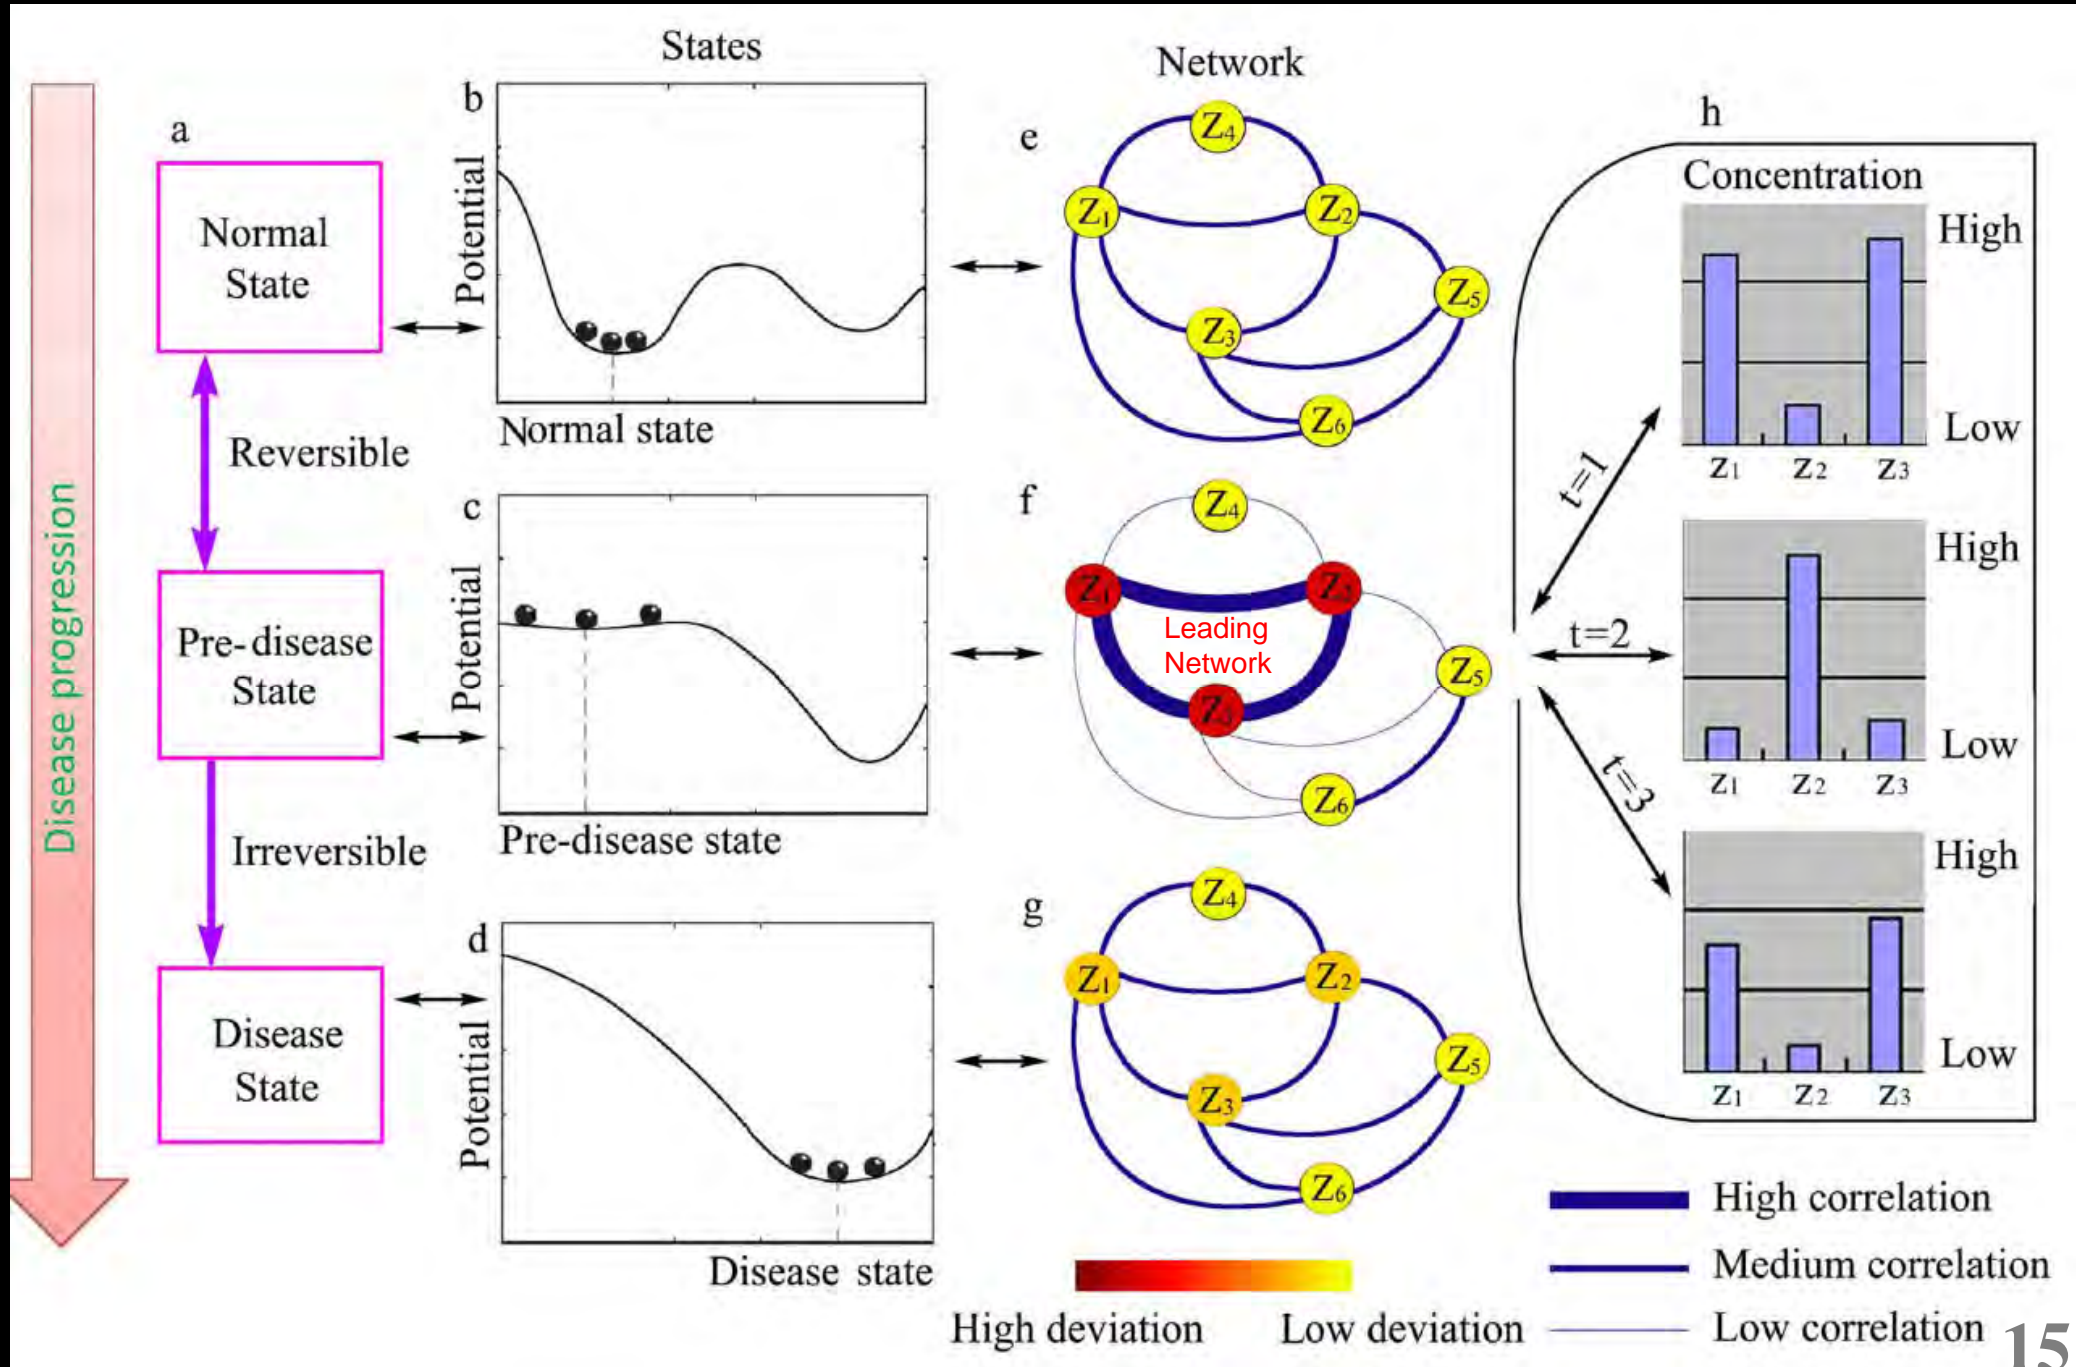 States
Network
Disease progression
a
Normal
State
Reversible
Pre-disease
State
Irreversible
Disease
State
b
Potential
Normal state
c
Potential
Pre-disease state
d
Potential
Disease state
e
Z4
Z1
Z2
Z5
Z3
Z6
f
Z4
Z1
Z2
Leading
Network
Z5
Z3
Z6
g
Z4
Z1
Z2
Z5
Z3
Z6
h
Concentration
High
Low
Z1 Z2 Z3
t=1
High
Low
Z1 Z2 Z3
t=2
High
Low
Z1 Z2 Z3
t=3
High deviation Low deviation
High correlation
Medium correlation
Low correlation
15